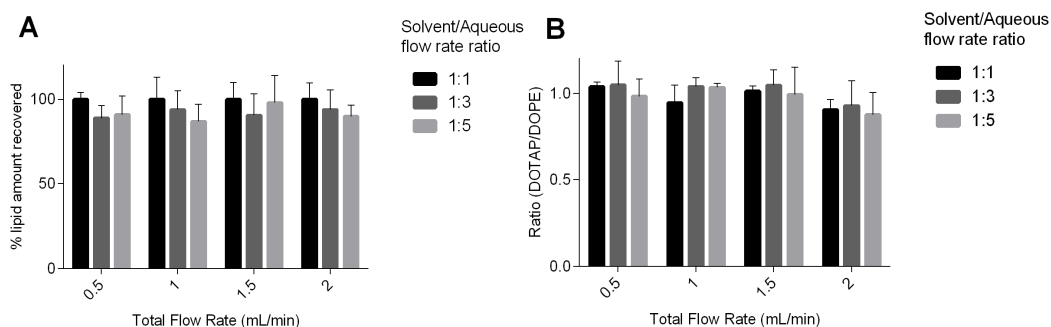 A
Solvent/Aqueous
flow rate ratio
1:1
1:3
1:5
% lipid amount recovered
100
50
0
0.5
1
1.5
2
Total Flow Rate (mL/min)
B
Solvent/Aqueous
flow rate ratio
1:1
1:3
1:5
Ratio (DOTAP/DOPE)
1.0
0.5
0.0
0.5
1
1.5
2
Total Flow Rate (mL/min)